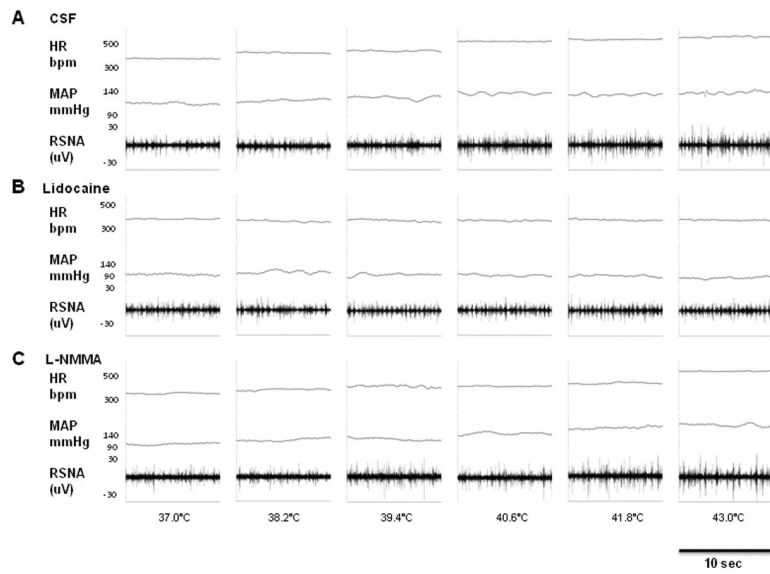 A CSF
HR 500
bpm 300
MAP 140
mmHg 90
30
RSNA
(uV) -30
B Lidocaine
HR 500
bpm 300
MAP 140
mmHg 90
30
RSNA
(uV) -30
C L-NMMA
HR 500
bpm 300
MAP 140
mmHg 90
30
RSNA
(uV) -30
37.0°C 38.2°C 39.4°C 40.6°C 41.8°C 43.0°C
10 sec